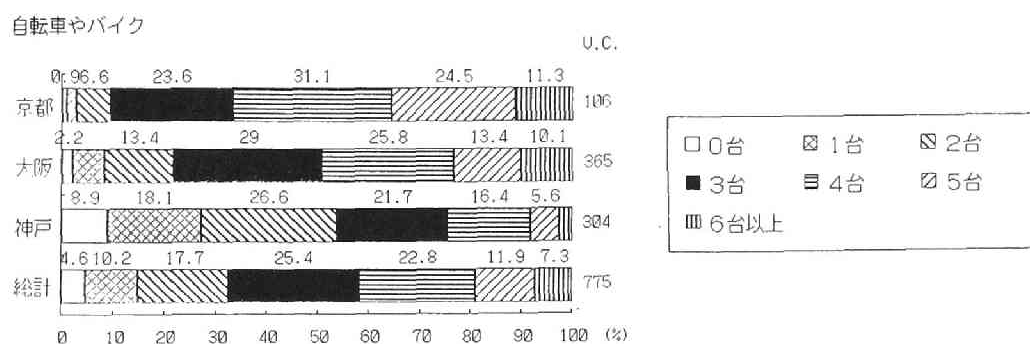 自転車やバイク
V.C.
0.96.6 23.6 31.1 24.5 11.3
京都 106
2.2 13.4 29 25.8 13.4 10.1
大阪 365
8.9 18.1 26.6 21.7 16.4 5.6
神戸 304
4.6 10.2 17.7 25.4 22.8 11.9 7.3
総計 775
0 10 20 30 40 50 60 70 80 90 100 (%)
0台 1台 2台
3台 4台 5台
6台以上